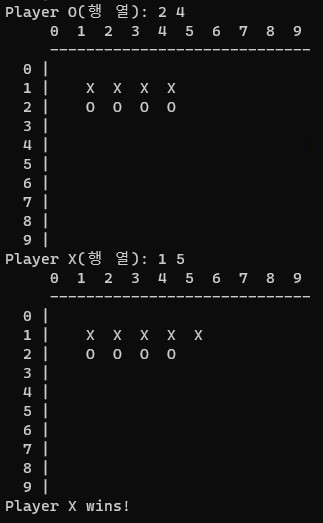 Player O(행 열): 2 4
0 1 2 3 4 5 6 7 8 9
-----------------------------
0 |
1 | X X X X
2 | O O O O
3 |
4 |
5 |
6 |
7 |
8 |
9 |
Player X(행 열): 1 5
0 1 2 3 4 5 6 7 8 9
-----------------------------
0 |
1 | X X X X X
2 | O O O O
3 |
4 |
5 |
6 |
7 |
8 |
9 |
Player X wins!